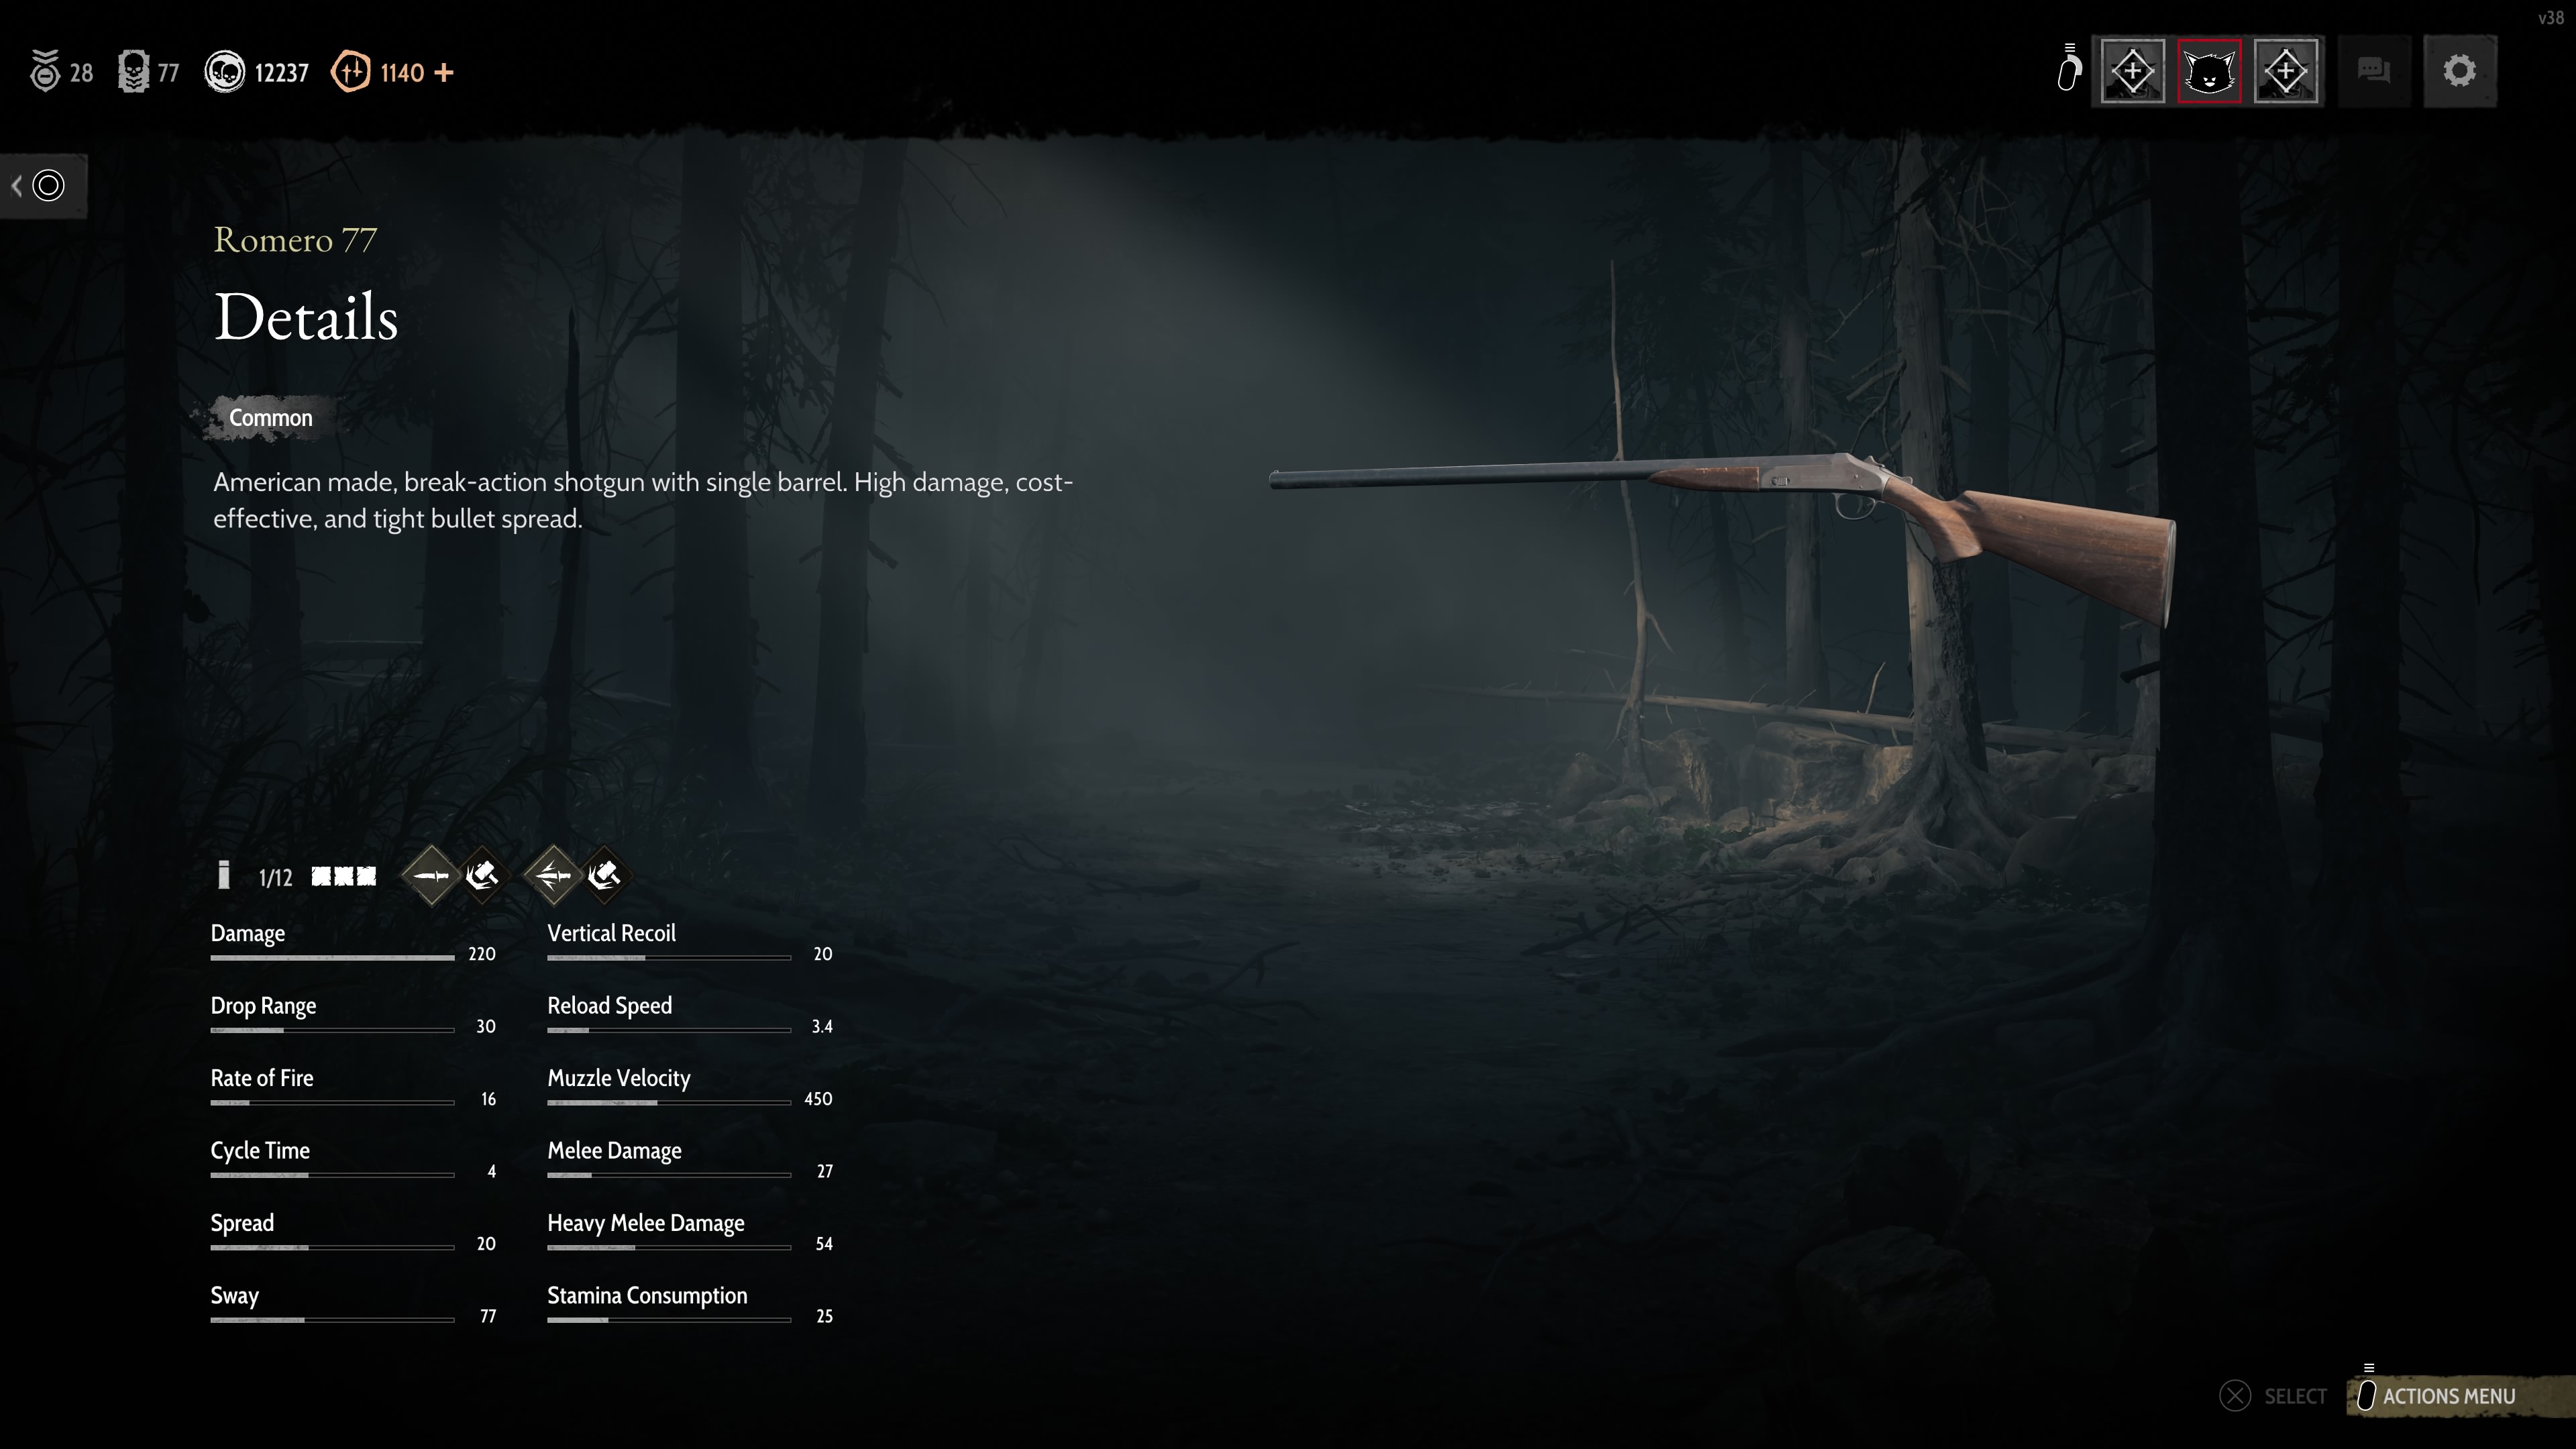 v38
28
77
12237
1140 +
Romero 77
Details
Common
American made, break-action shotgun with single barrel. High damage, cost-
effective, and tight bullet spread.
1/12
Damage 220
Vertical Recoil 20
Drop Range 30
Reload Speed 3.4
Rate of Fire 16
Muzzle Velocity 450
Cycle Time 4
Melee Damage 27
Spread 20
Heavy Melee Damage 54
Sway 77
Stamina Consumption 25
SELECT
ACTIONS MENU